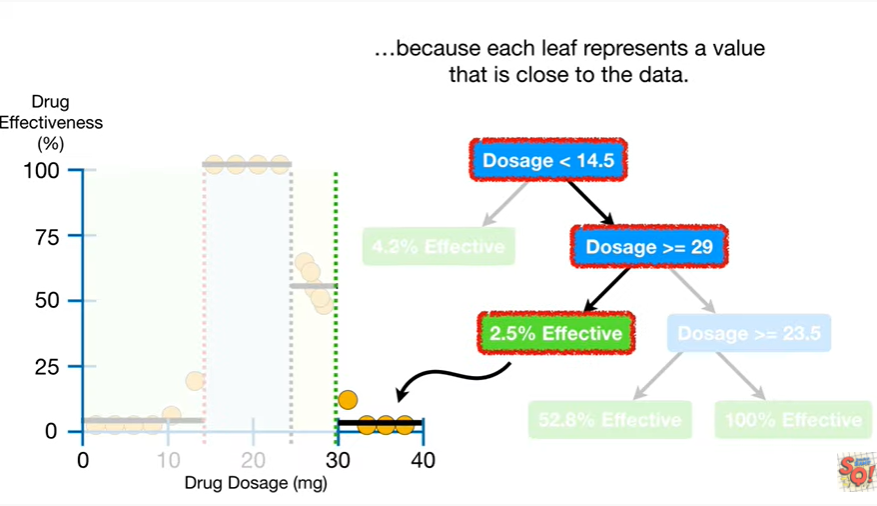 …because each leaf represents a value
that is close to the data.
Drug
Effectiveness
(%)
100
75
50
25
0
0
10
20
30
40
Drug Dosage (mg)
Dosage < 14.5
4.2% Effective
Dosage >= 29
2.5% Effective
Dosage >= 23.5
52.8% Effective
100% Effective
SQ!